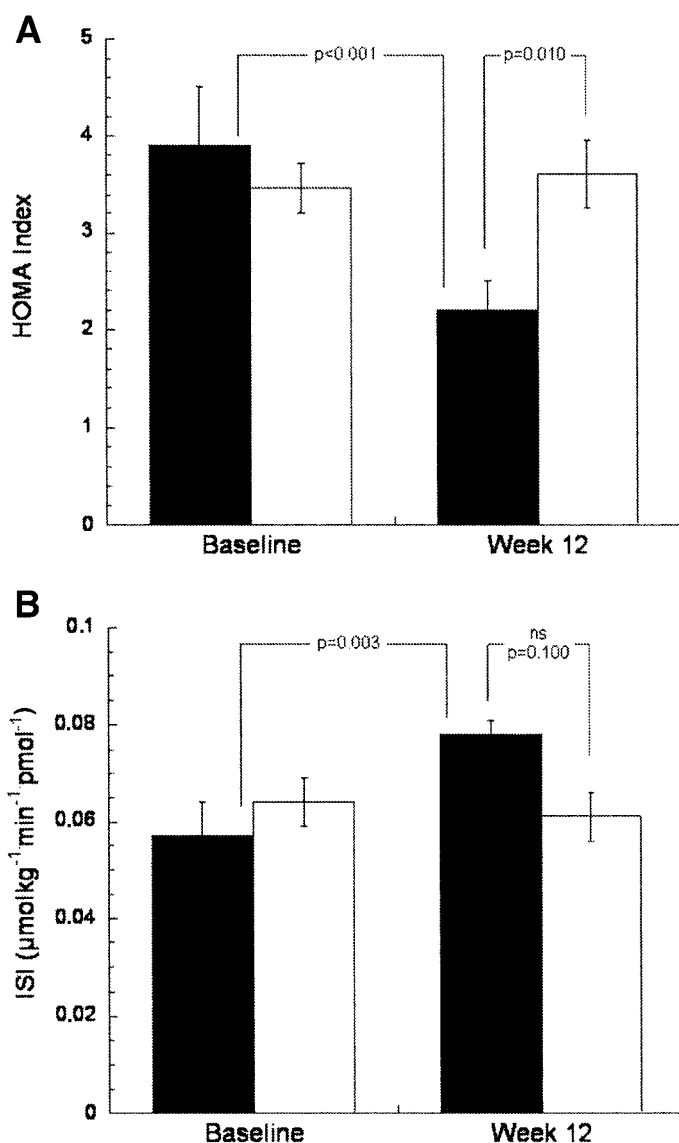 A
5
p<0.001
p=0.010
4
3
2
1
0
HOMA Index
Baseline
Week 12
B
0.1
p=0.003
ns
p=0.100
0.08
0.06
0.04
0.02
0
ISI (µmolkg⁻¹min⁻¹pmol⁻¹)
Baseline
Week 12